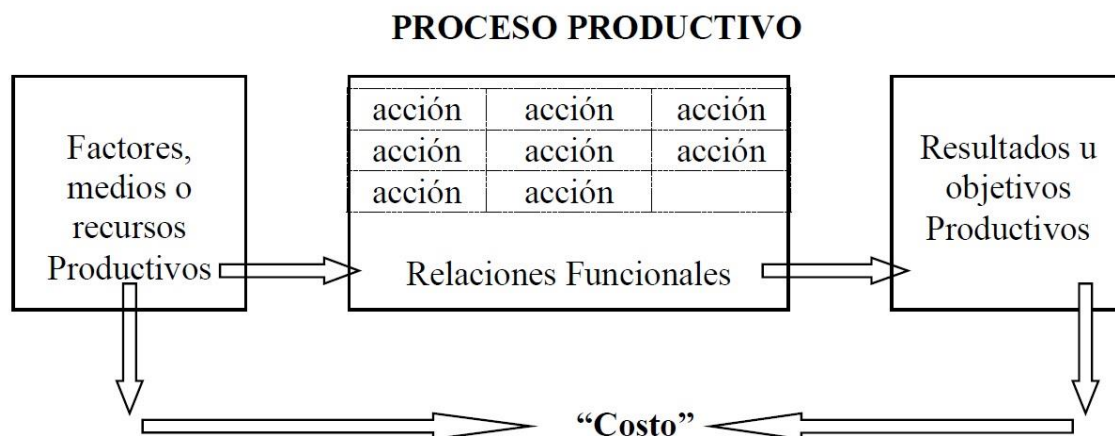 PROCESO PRODUCTIVO
Factores,
medios o
recursos
Productivos
acción acción acción
acción acción acción
acción acción
Relaciones Funcionales
Resultados u
objetivos
Productivos
“Costo”